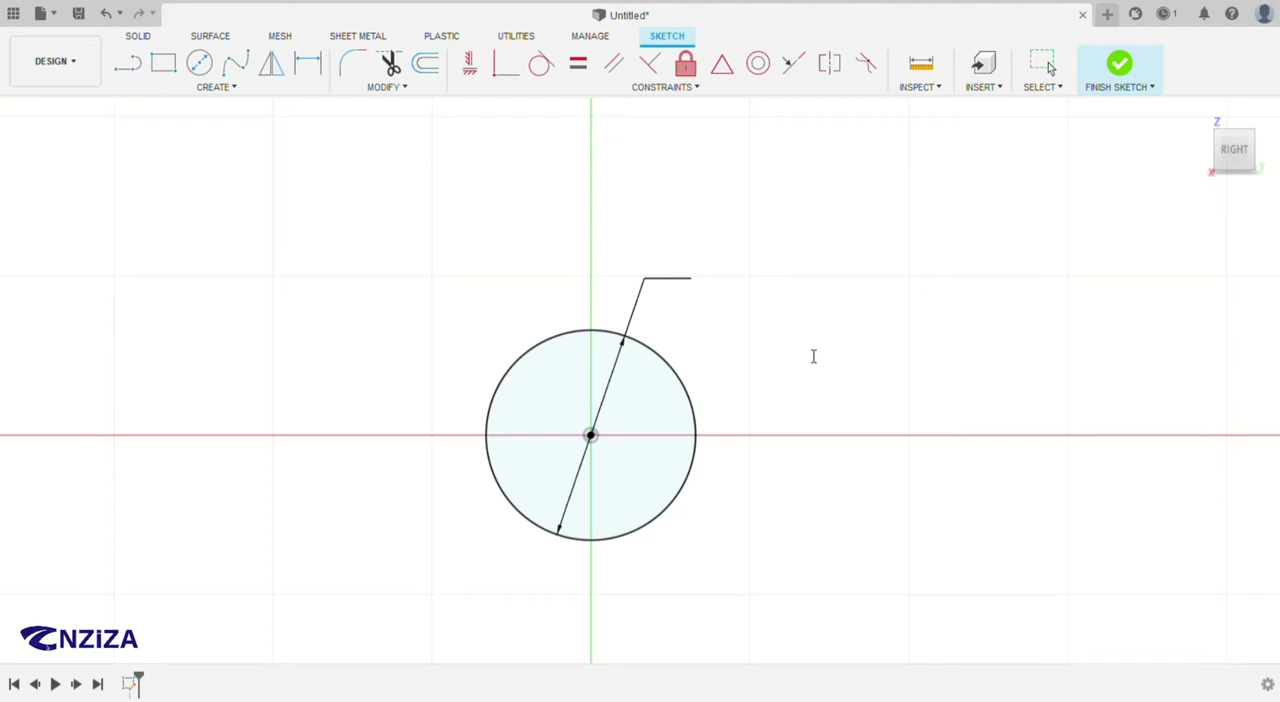 Untitled*
1
SOLID SURFACE MESH SHEET METAL PLASTIC UTILITIES MANAGE SKETCH
DESIGN
CREATE MODIFY CONSTRAINTS INSPECT INSERT SELECT FINISH SKETCH
Z
RIGHT
X
Y
NZiZA